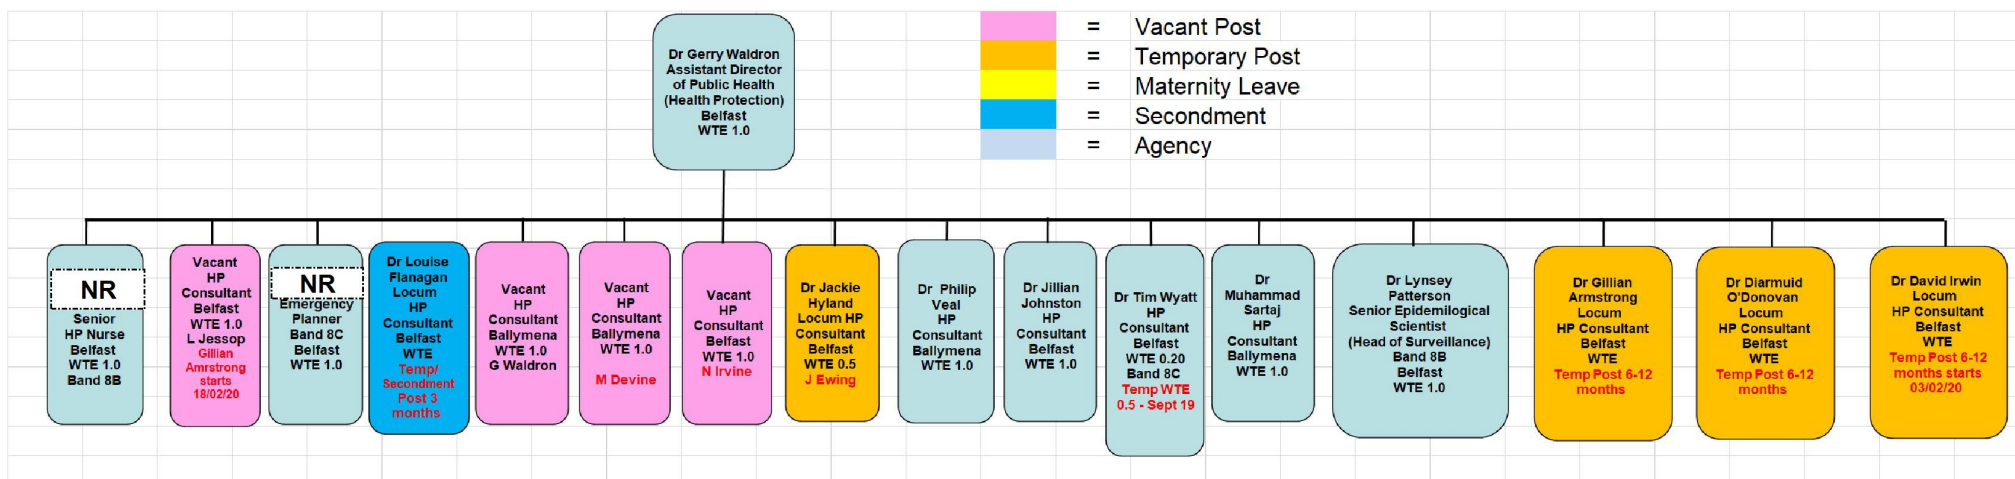 Dr Gerry Waldron
Assistant Director
of Public Health
(Health Protection)
Belfast
WTE 1.0
= Vacant Post
= Temporary Post
= Maternity Leave
= Secondment
= Agency
NR
Senior
HP Nurse
Belfast
WTE 1.0
Band 8B
Vacant
HP
Consultant
Belfast
WTE 1.0
L Jessop
Gillian
Amrstrong
starts
18/02/20
NR
Emergency
Planner
Band 8C
Belfast
WTE 1.0
Dr Louise
Flanagan
Locum
HP
Consultant
Belfast
WTE
Temp/
Secondment
Post 3
months
Vacant
HP
Consultant
Ballymena
WTE 1.0
G Waldron
Vacant
HP
Consultant
Ballymena
WTE 1.0
M Devine
Vacant
HP
Consultant
Belfast
WTE 1.0
N Irvine
Dr Jackie
Hyland
Locum HP
Consultant
Belfast
WTE 0.5
J Ewing
Dr Philip
Veal
HP
Consultant
Ballymena
WTE 1.0
Dr Jillian
Johnston
HP
Consultant
Belfast
WTE 1.0
Dr Tim Wyatt
HP
Consultant
Belfast
WTE 0.20
Band 8C
Temp WTE
0.5 - Sept 19
Dr
Muhammad
Sartaj
HP
Consultant
Ballymena
WTE 1.0
Dr Lynsey
Patterson
Senior Epidemilogical
Scientist
(Head of Surveillance)
Band 8B
Belfast
WTE 1.0
Dr Gillian
Armstrong
Locum
HP Consultant
Belfast
WTE
Temp Post 6-12
months
Dr Diarmuid
O'Donovan
Locum
HP Consultant
Belfast
WTE
Temp Post 6-12
months
Dr David Irwin
Locum
HP Consultant
Belfast
WTE
Temp Post 6-12
months starts
03/02/20